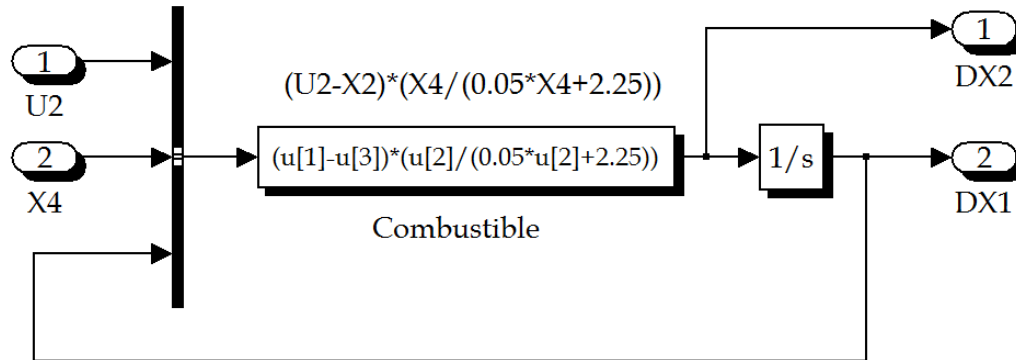 1
U2
2
X4
(U2-X2)*(X4/(0.05*X4+2.25))
(u[1]-u[3])*(u[2]/(0.05*u[2]+2.25))
Combustible
1/s
1
DX2
2
DX1